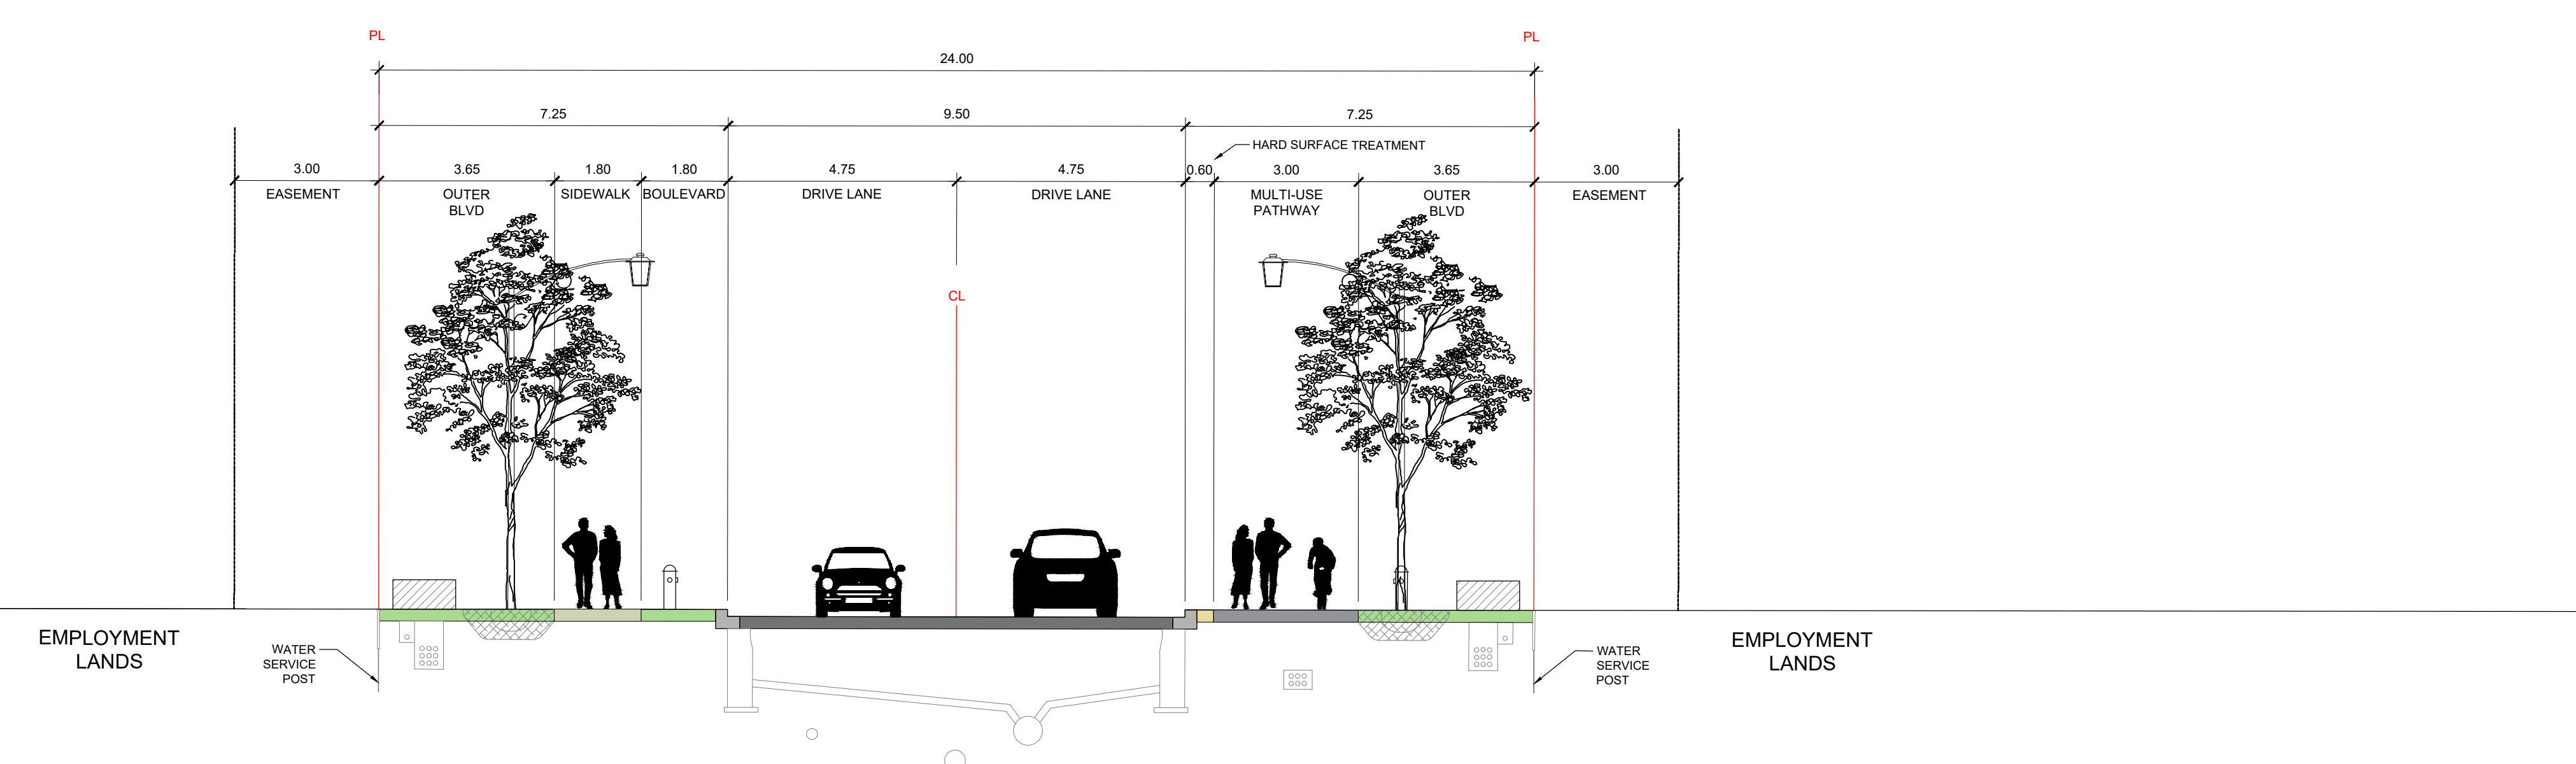 PL
PL
24.00
7.25
9.50
7.25
HARD SURFACE TREATMENT
3.00
3.65
1.80
1.80
4.75
4.75
0.60
3.00
3.65
3.00
EASEMENT
OUTER
BLVD
SIDEWALK
BOULEVARD
DRIVE LANE
DRIVE LANE
MULTI-USE
PATHWAY
OUTER
BLVD
EASEMENT
CL
EMPLOYMENT
LANDS
WATER
SERVICE
POST
WATER
SERVICE
POST
EMPLOYMENT
LANDS